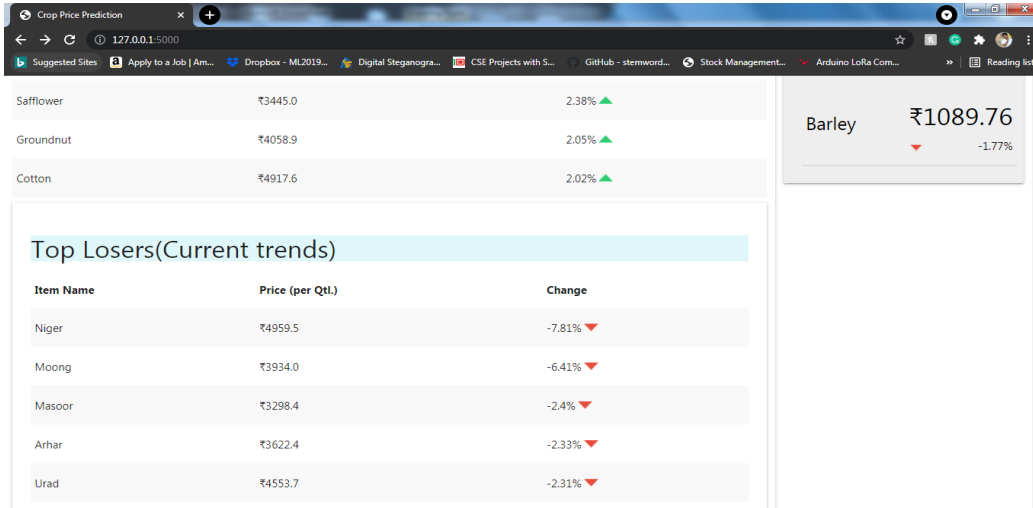 Crop Price Prediction
127.0.0.1:5000
Suggested Sites Apply to a Job | Am... Dropbox - ML2019... Digital Steganogra... CSE Projects with S... GitHub - stemword... Stock Management... Arduino LoRa Com... » Reading list
Safflower ₹3445.0 2.38%
Groundnut ₹4058.9 2.05%
Cotton ₹4917.6 2.02%
Barley ₹1089.76
-1.77%
Top Losers(Current trends)
Item Name Price (per Qtl.) Change
Niger ₹4959.5 -7.81%
Moong ₹3934.0 -6.41%
Masoor ₹3298.4 -2.4%
Arhar ₹3622.4 -2.33%
Urad ₹4553.7 -2.31%